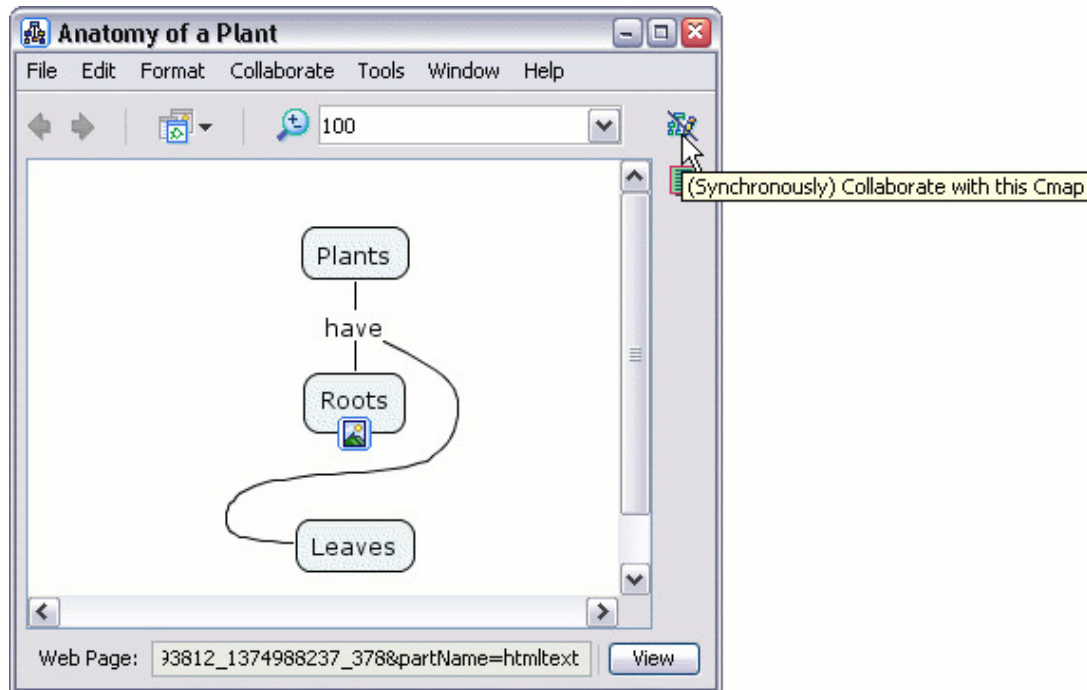 Anatomy of a Plant
File Edit Format Collaborate Tools Window Help
100
(Synchronously) Collaborate with this Cmap
Plants
have
Roots
Leaves
Web Page: 93812_1374988237_378&partName=htmltext View